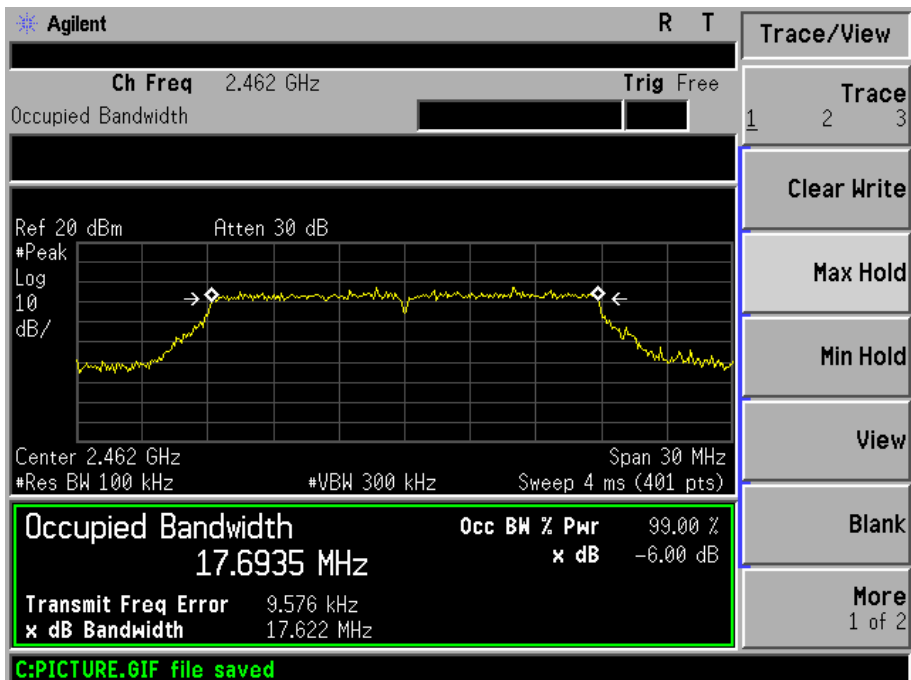 Agilent R T
Trace/View
Ch Freq 2.462 GHz Trig Free
Occupied Bandwidth
Trace
1 2 3
Clear Write
Ref 20 dBm Atten 30 dB
#Peak
Log
10
dB/
Max Hold
Min Hold
View
Center 2.462 GHz Span 30 MHz
#Res BW 100 kHz #VBW 300 kHz Sweep 4 ms (401 pts)
Occupied Bandwidth Occ BW % Pwr 99.00 %
17.6935 MHz x dB -6.00 dB
Blank
Transmit Freq Error 9.576 kHz
x dB Bandwidth 17.622 MHz
More
1 of 2
C:PICTURE.GIF file saved